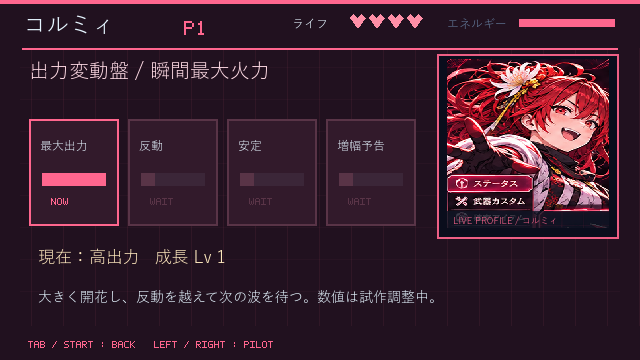 コルミィ P1 ライフ エネルギー
出力変動盤 / 瞬間最大火力
最大出力 反動 安定 増幅予告
NOW WAIT WAIT WAIT
ステータス
武器カスタム
LIVE PROFILE / コルミィ
現在：高出力 成長 Lv 1
大きく開花し、反動を越えて次の波を待つ。数値は試作調整中。
TAB / START : BACK LEFT / RIGHT : PILOT